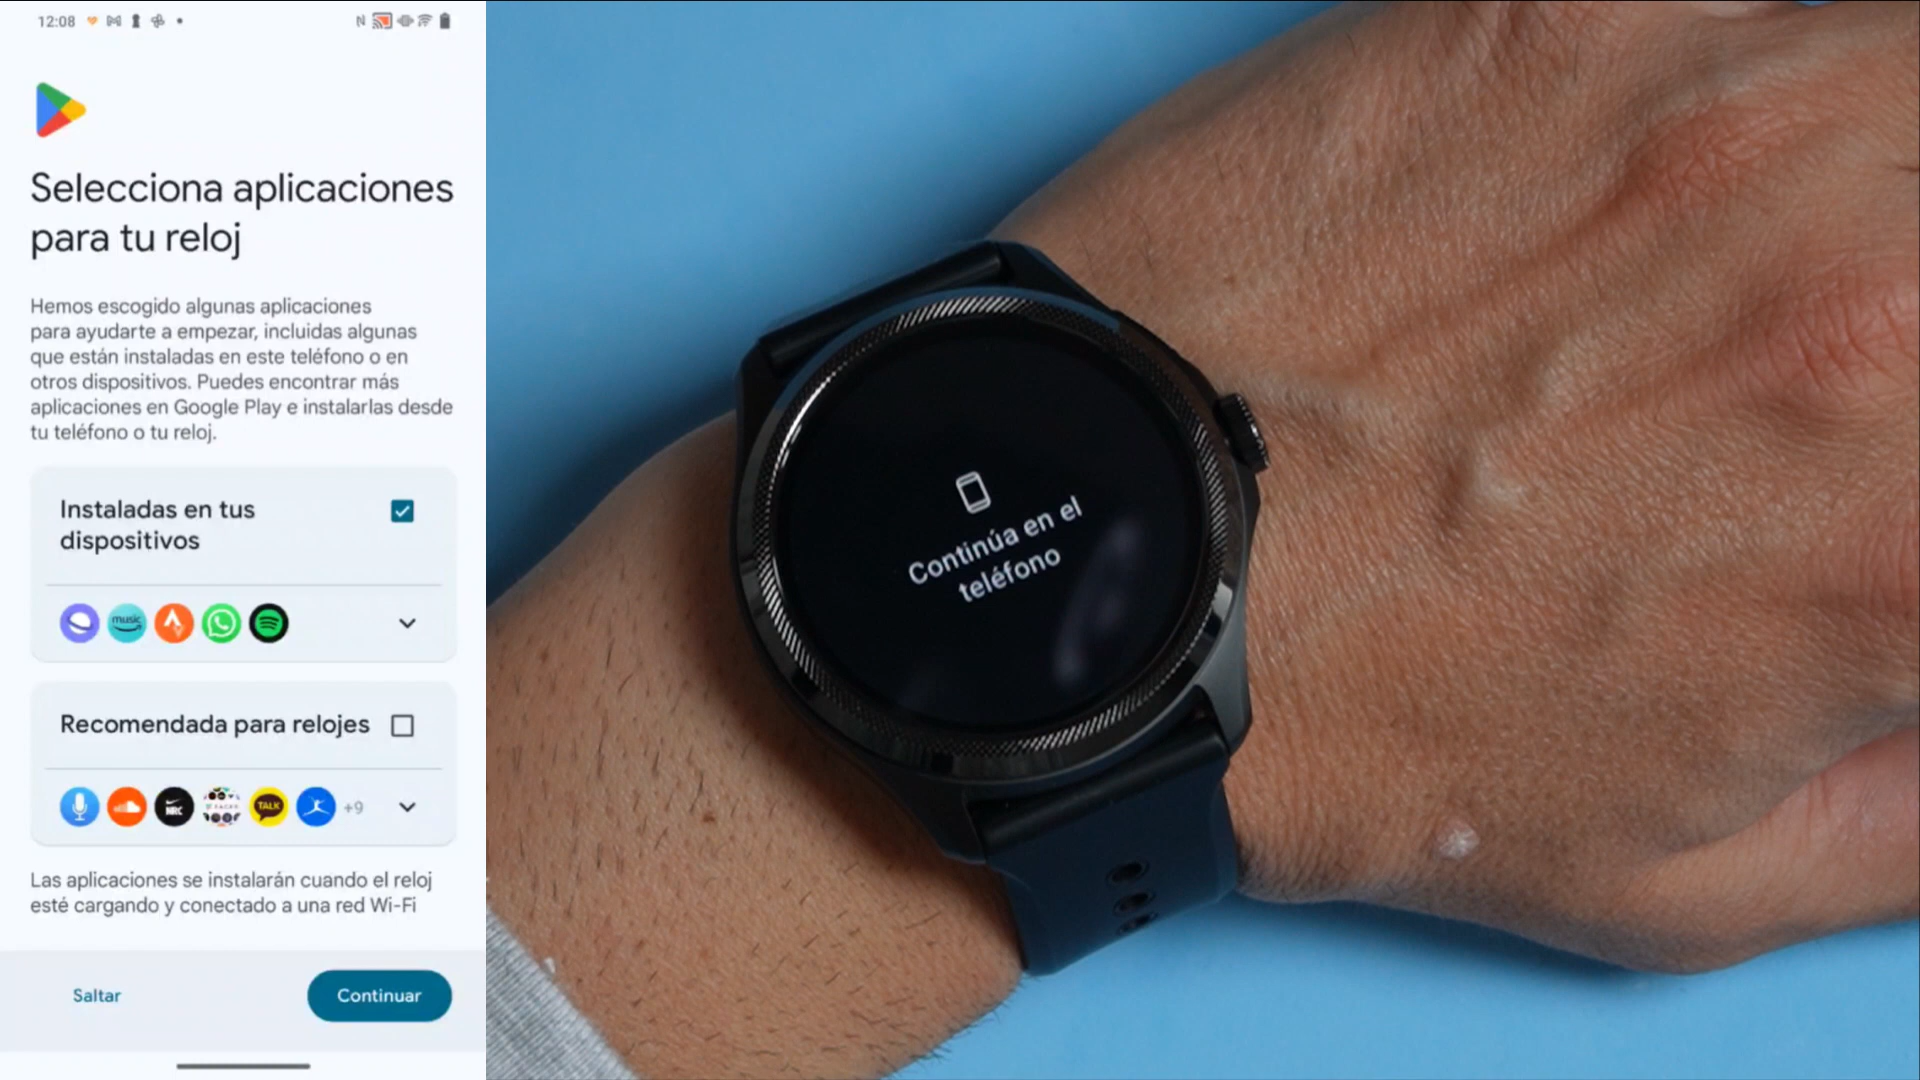 12:08
Selecciona aplicaciones
para tu reloj
Hemos escogido algunas aplicaciones
para ayudarte a empezar, incluidas algunas
que están instaladas en este teléfono o en
otros dispositivos. Puedes encontrar más
aplicaciones en Google Play e instalarlas desde
tu teléfono o tu reloj.
Instaladas en tus
dispositivos
music
Recomendada para relojes
NRC
TALK
+9
Las aplicaciones se instalarán cuando el reloj
esté cargando y conectado a una red Wi-Fi
Saltar
Continuar
Continúa en el
teléfono